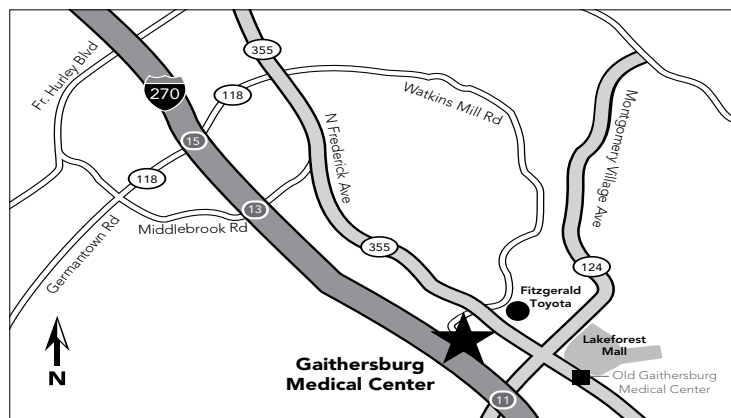 355
Fr. Hurley Blvd
270
118
Watkins Mill Rd
Montgomery Village Ave
N Frederick Ave
15
118
13
Middlebrook Rd
Germantown Rd
355
124
Fitzgerald
Toyota
Lakeforest
Mall
Gaithersburg
Medical Center
Old Gaithersburg
Medical Center
N
11